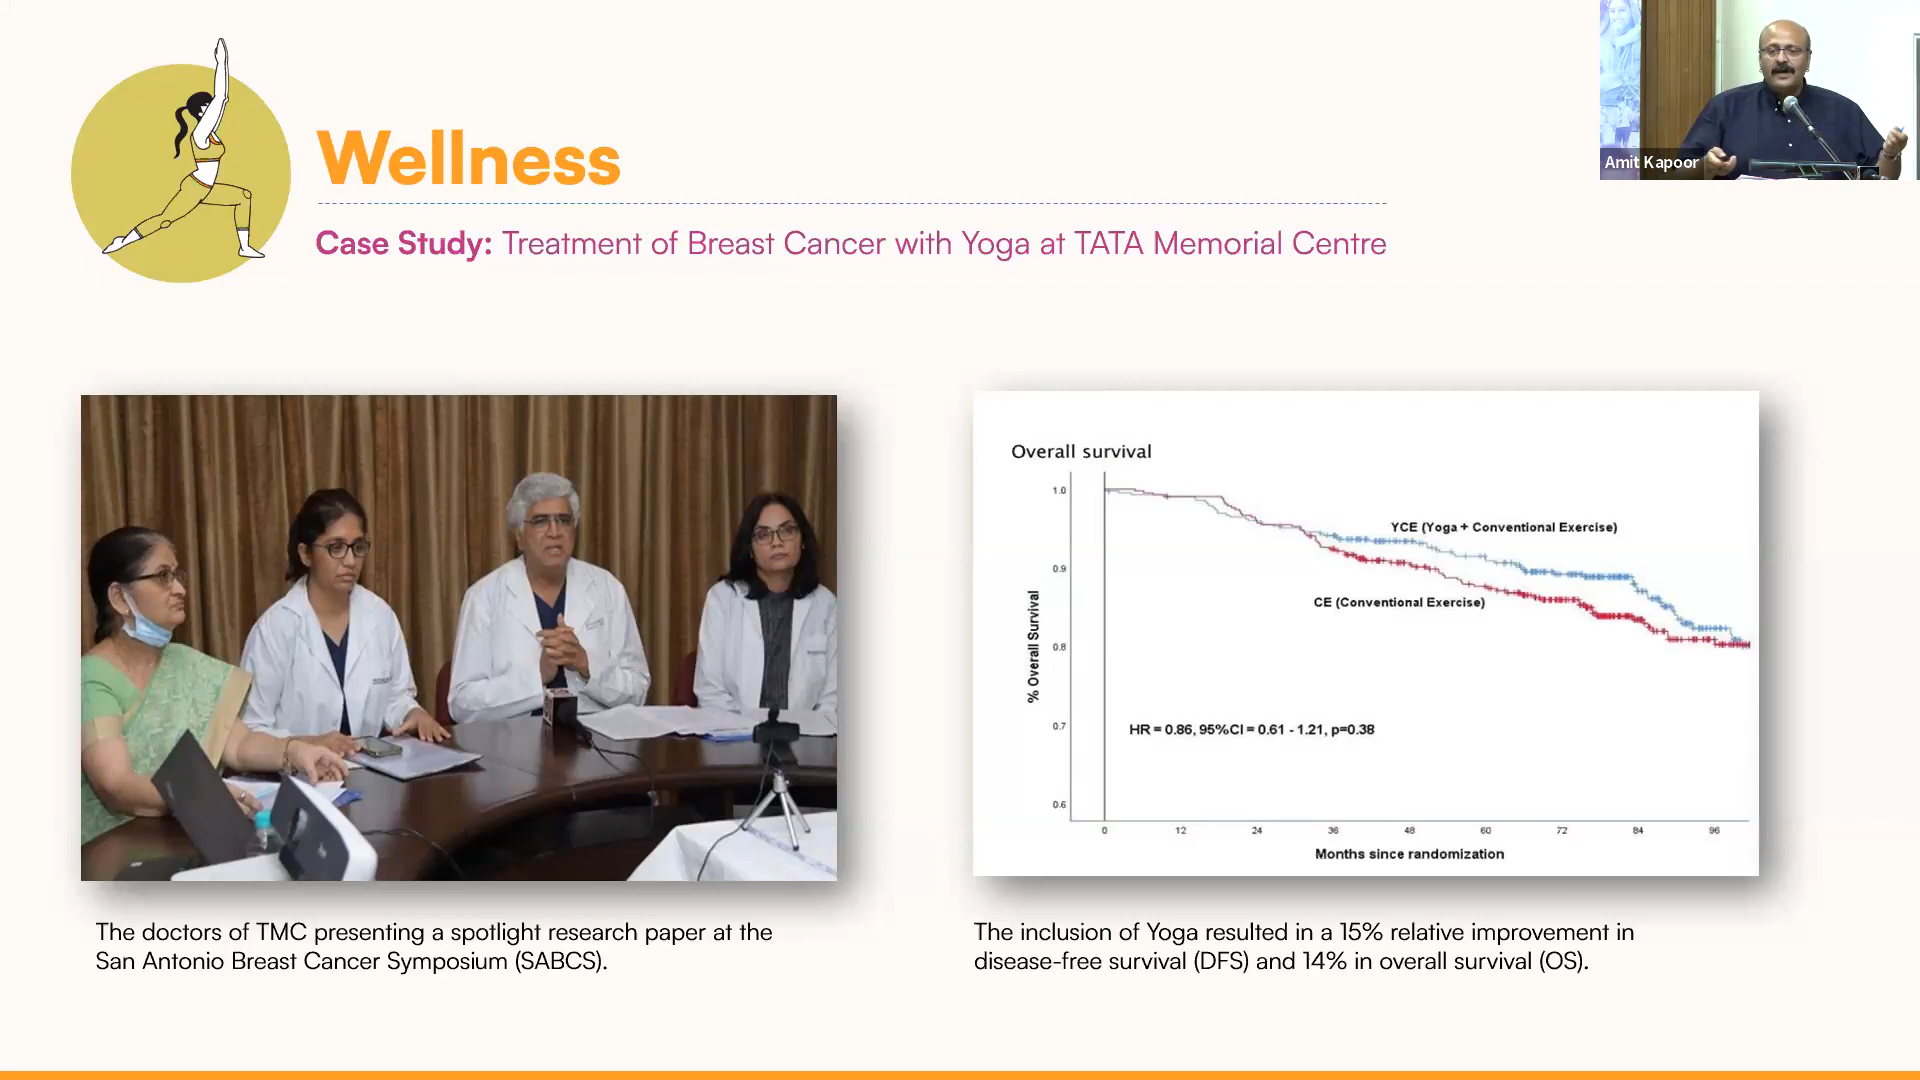 Wellness
Case Study: Treatment of Breast Cancer with Yoga at TATA Memorial Centre
Amit Kapoor
The doctors of TMC presenting a spotlight research paper at the
San Antonio Breast Cancer Symposium (SABCS).
Overall survival
1.0
0.9
0.8
0.7
0.6
% Overall Survival
YCE (Yoga + Conventional Exercise)
CE (Conventional Exercise)
HR = 0.86, 95%CI = 0.61 - 1.21, p=0.38
0 12 24 36 48 60 72 84 96
Months since randomization
The inclusion of Yoga resulted in a 15% relative improvement in
disease-free survival (DFS) and 14% in overall survival (OS).